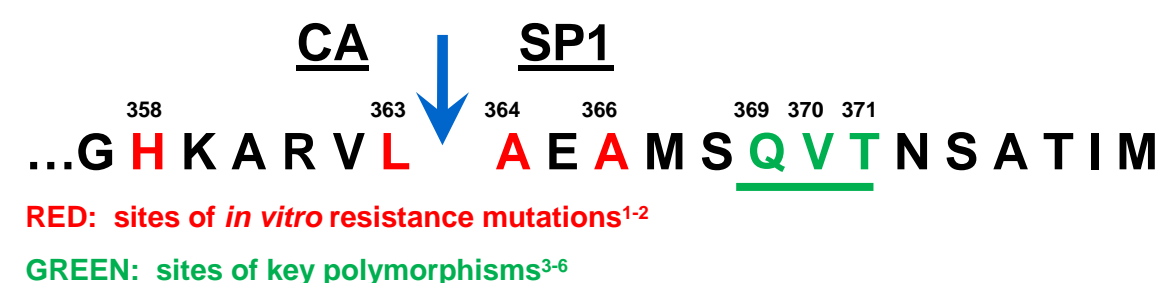 CA SP1
358 363 364 366 369 370 371
...G H K A R V L A E A M S Q V T N S A T I M
RED: sites of in vitro resistance mutations1-2
GREEN: sites of key polymorphisms3-6